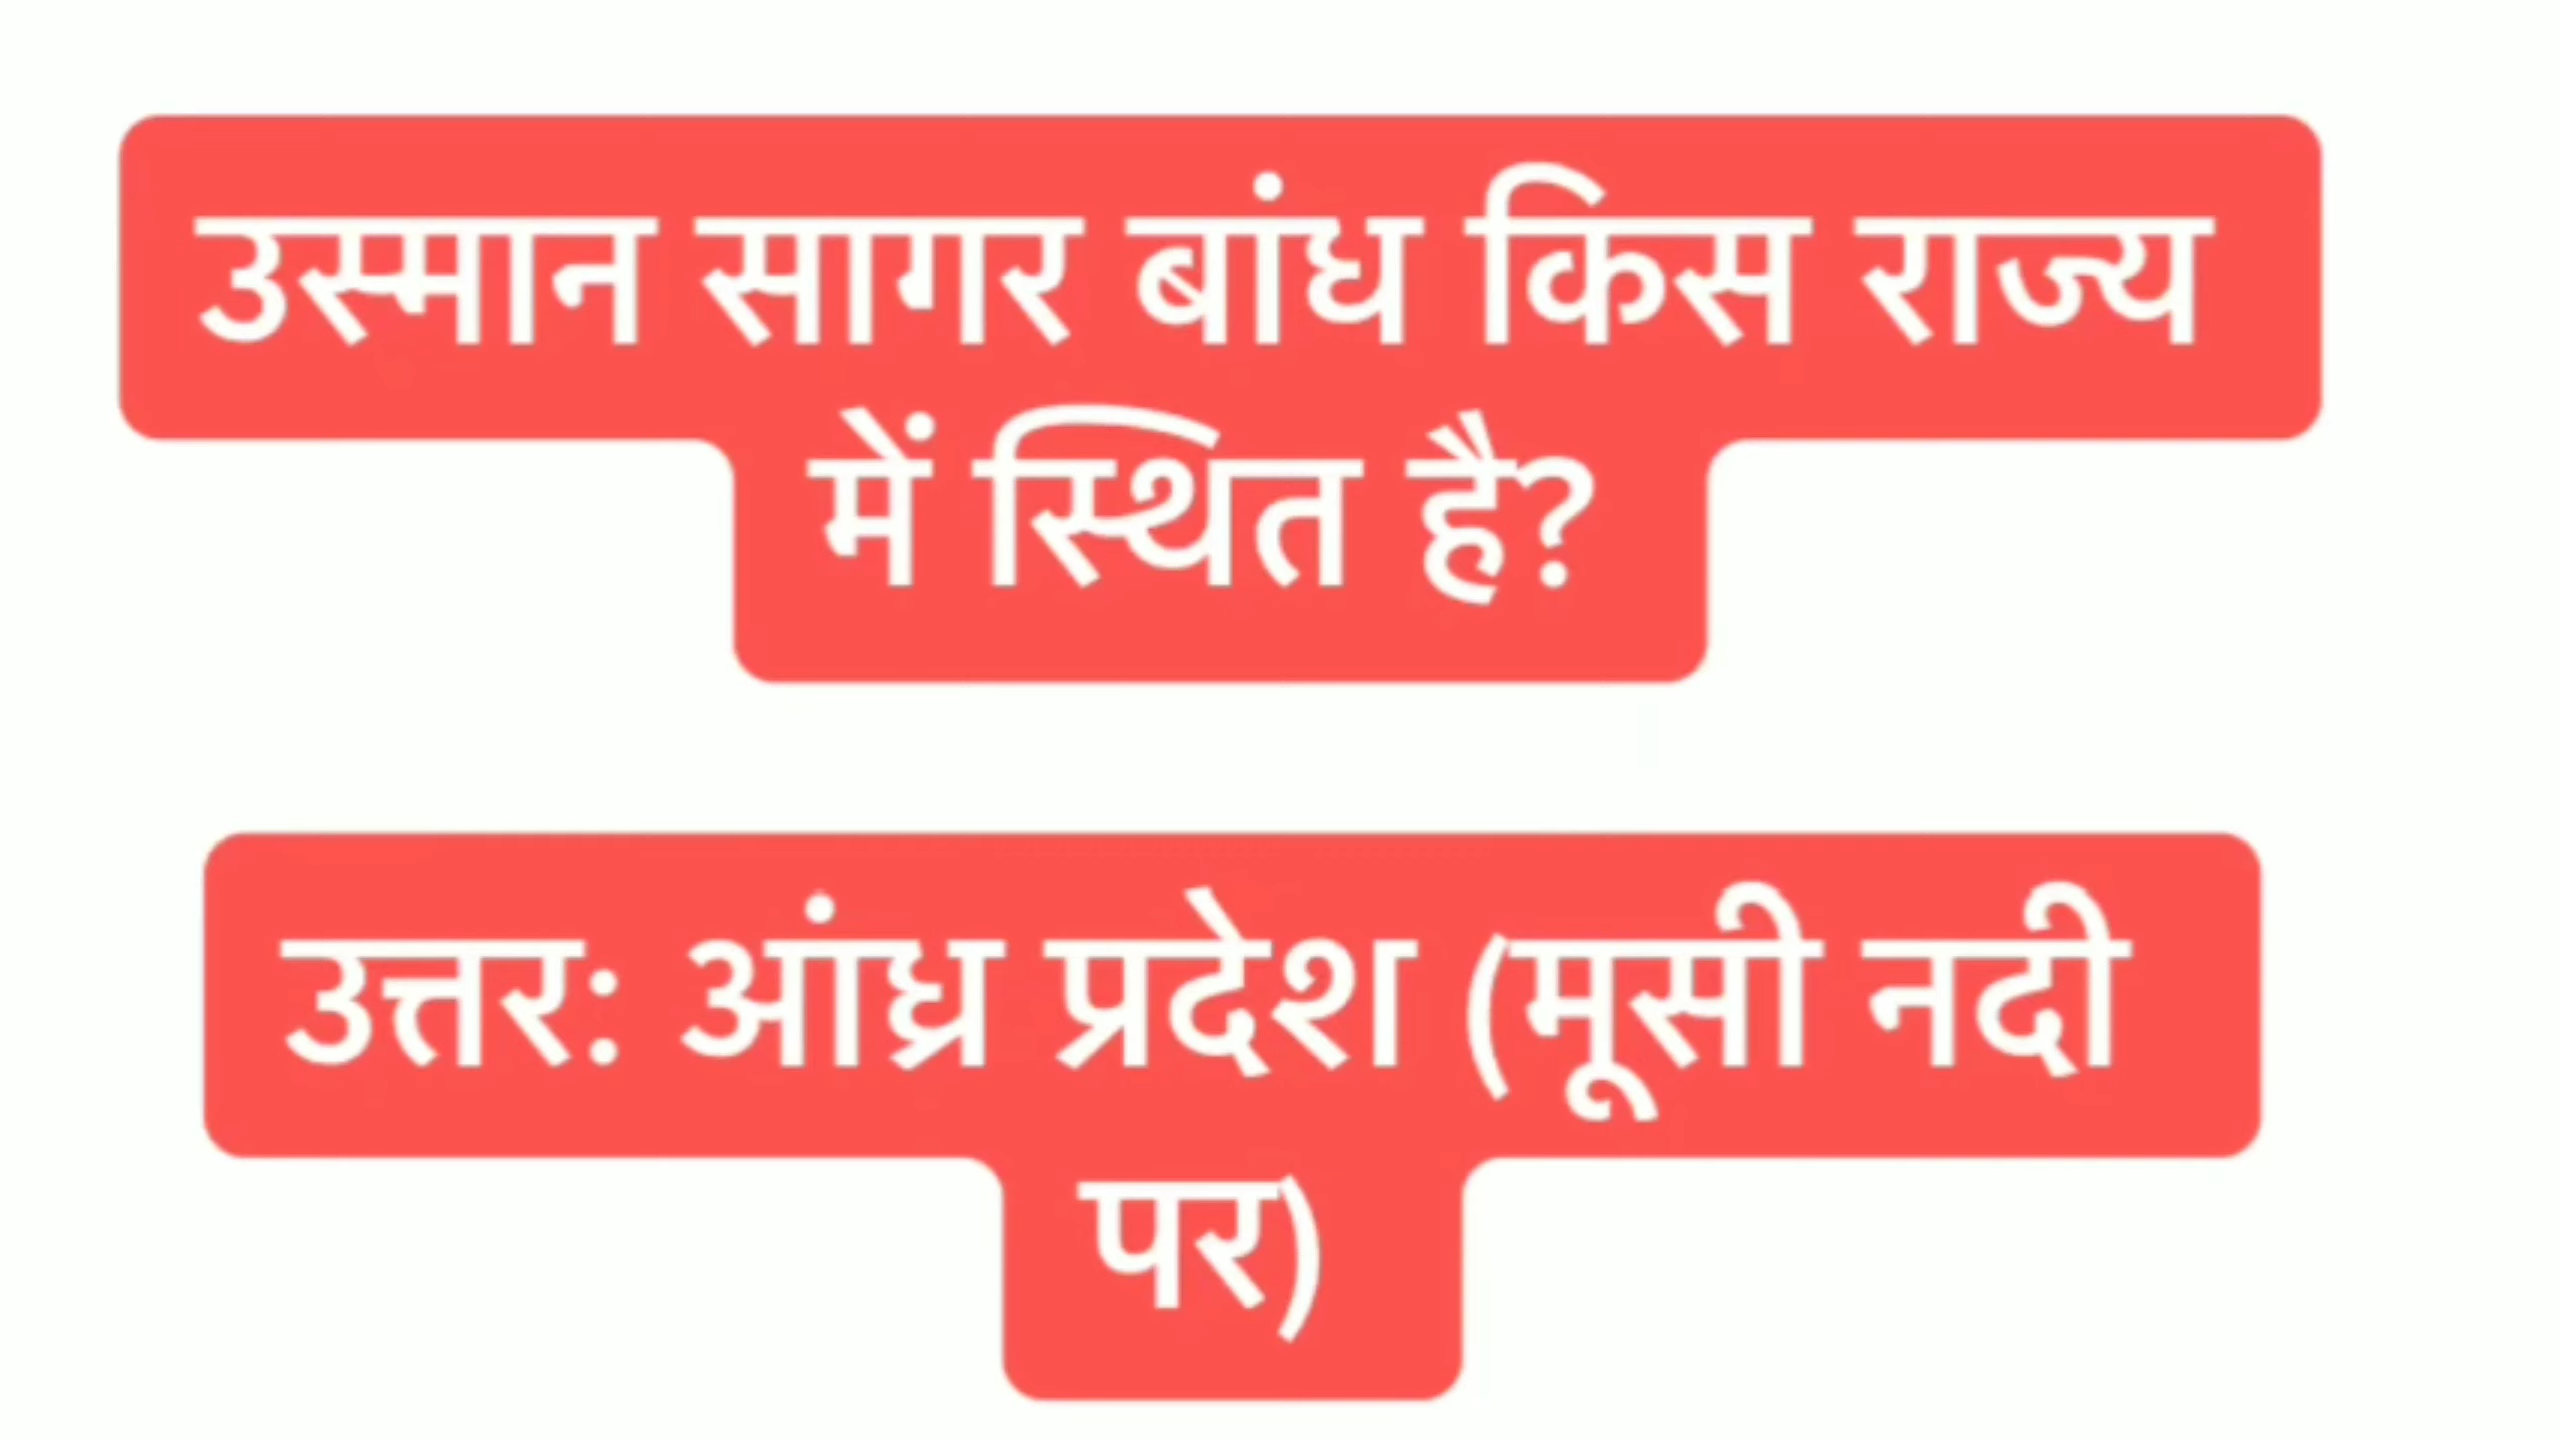 उस्मान सागर बांध किस राज्य
में स्थित है?
उत्तर: आंध्र प्रदेश (मूसी नदी
पर)